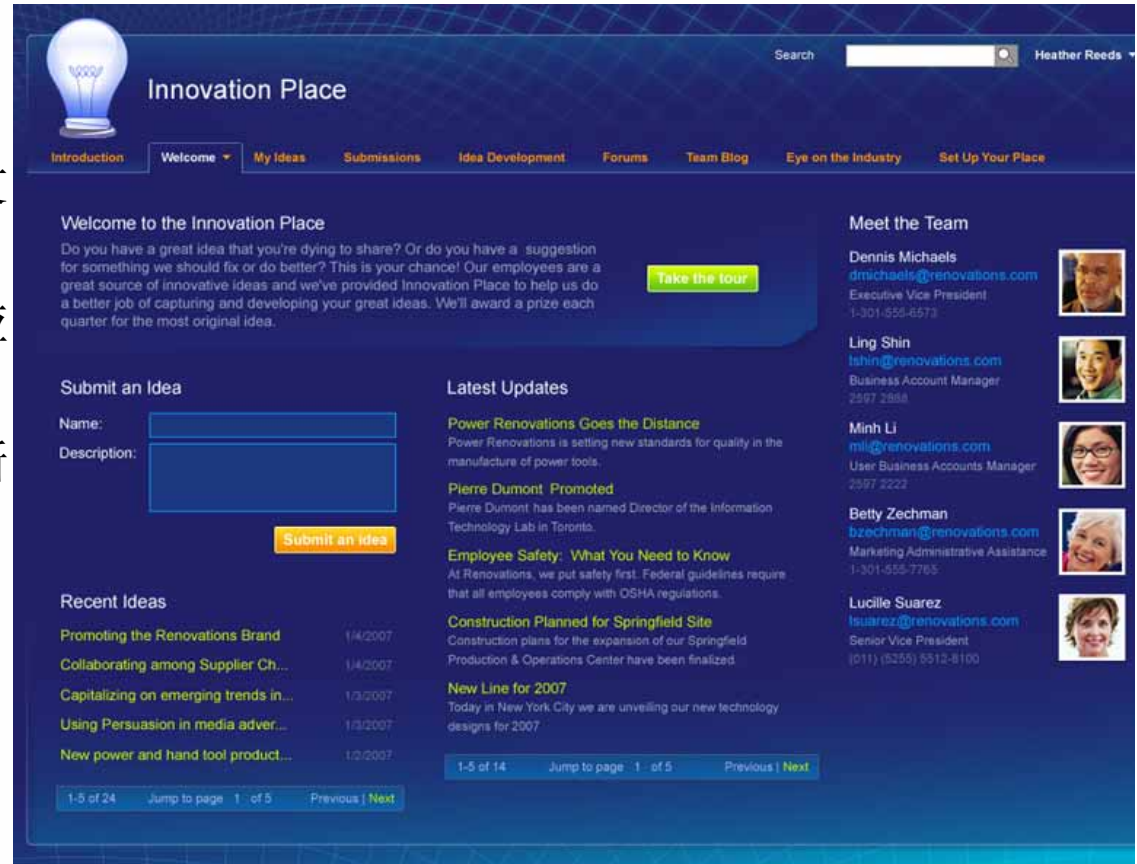 Search
Heather Reeds
Innovation Place
Introduction Welcome My Ideas Submissions Idea Development Forums Team Blog Eye on the Industry Set Up Your Place
Welcome to the Innovation Place
Do you have a great idea that you're dying to share? Or do you have a suggestion
for something we should fix or do better? This is your chance! Our employees are a
great source of innovative ideas and we've provided Innovation Place to help us do
a better job of capturing and developing your great ideas. We'll award a prize each
quarter for the most original idea.
Take the tour
Submit an Idea
Name:
Description:
Submit an idea
Recent Ideas
Promoting the Renovations Brand 1/4/2007
Collaborating among Supplier Ch... 1/4/2007
Capitalizing on emerging trends in... 1/3/2007
Using Persuasion in media adver... 1/3/2007
New power and hand tool product... 1/2/2007
1-5 of 24 Jump to page 1 of 5 Previous | Next
Latest Updates
Power Renovations Goes the Distance
Power Renovations is setting new standards for quality in the
manufacture of power tools.
Pierre Dumont Promoted
Pierre Dumont has been named Director of the Information
Technology Lab in Toronto.
Employee Safety: What You Need to Know
At Renovations, we put safety first. Federal guidelines require
that all employees comply with OSHA regulations.
Construction Planned for Springfield Site
Construction plans for the expansion of our Springfield
Production & Operations Center have been finalized
New Line for 2007
Today in New York City we are unveiling our new technology
designs for 2007
1-5 of 14 Jump to page 1 of 5 Previous | Next
Meet the Team
Dennis Michaels
dmichaels@renovations.com
Executive Vice President
1-301-555-6573
Ling Shin
lshin@renovations.com
Business Account Manager
2597 2888
Minh Li
mli@renovations.com
User Business Accounts Manager
2597 2222
Betty Zechman
bzechman@renovations.com
Marketing Administrative Assistance
1-301-555-7765
Lucille Suarez
lsuarez@renovations.com
Senior Vice President
(011) (5255) 5512-8100